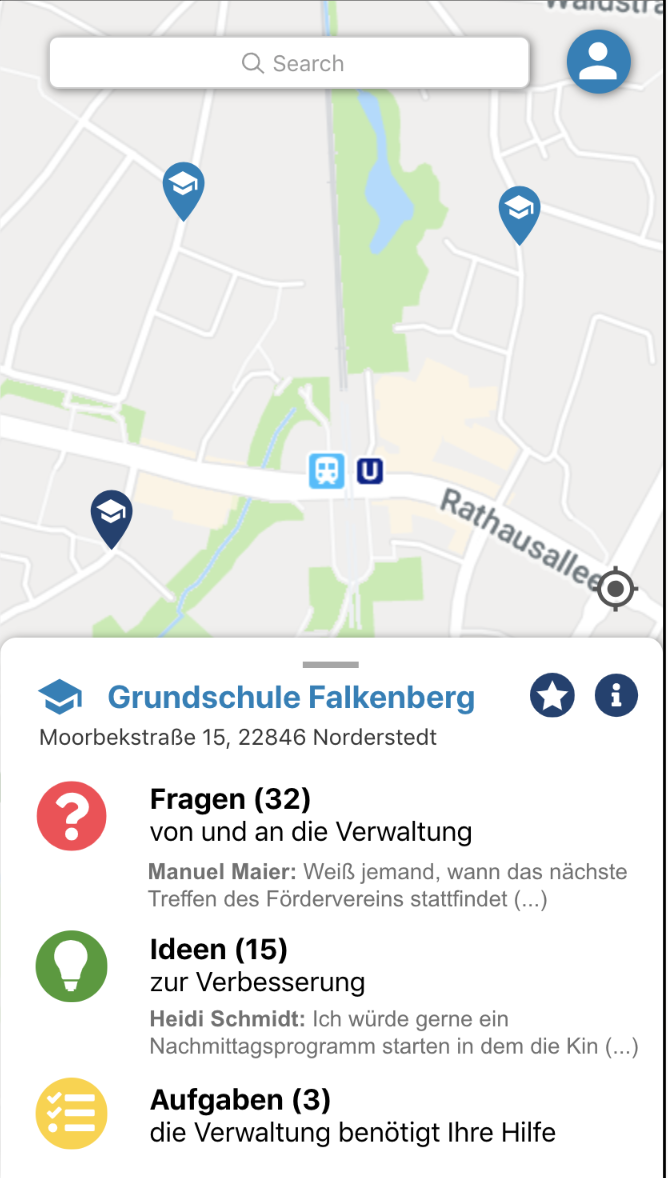 Waldstra
Search
U
Rathausallee
Grundschule Falkenberg
Moorbekstraße 15, 22846 Norderstedt
Fragen (32)
von und an die Verwaltung
Manuel Maier: Weiß jemand, wann das nächste
Treffen des Fördervereins stattfindet (...)
Ideen (15)
zur Verbesserung
Heidi Schmidt: Ich würde gerne ein
Nachmittagsprogramm starten in dem die Kin (...)
Aufgaben (3)
die Verwaltung benötigt Ihre Hilfe